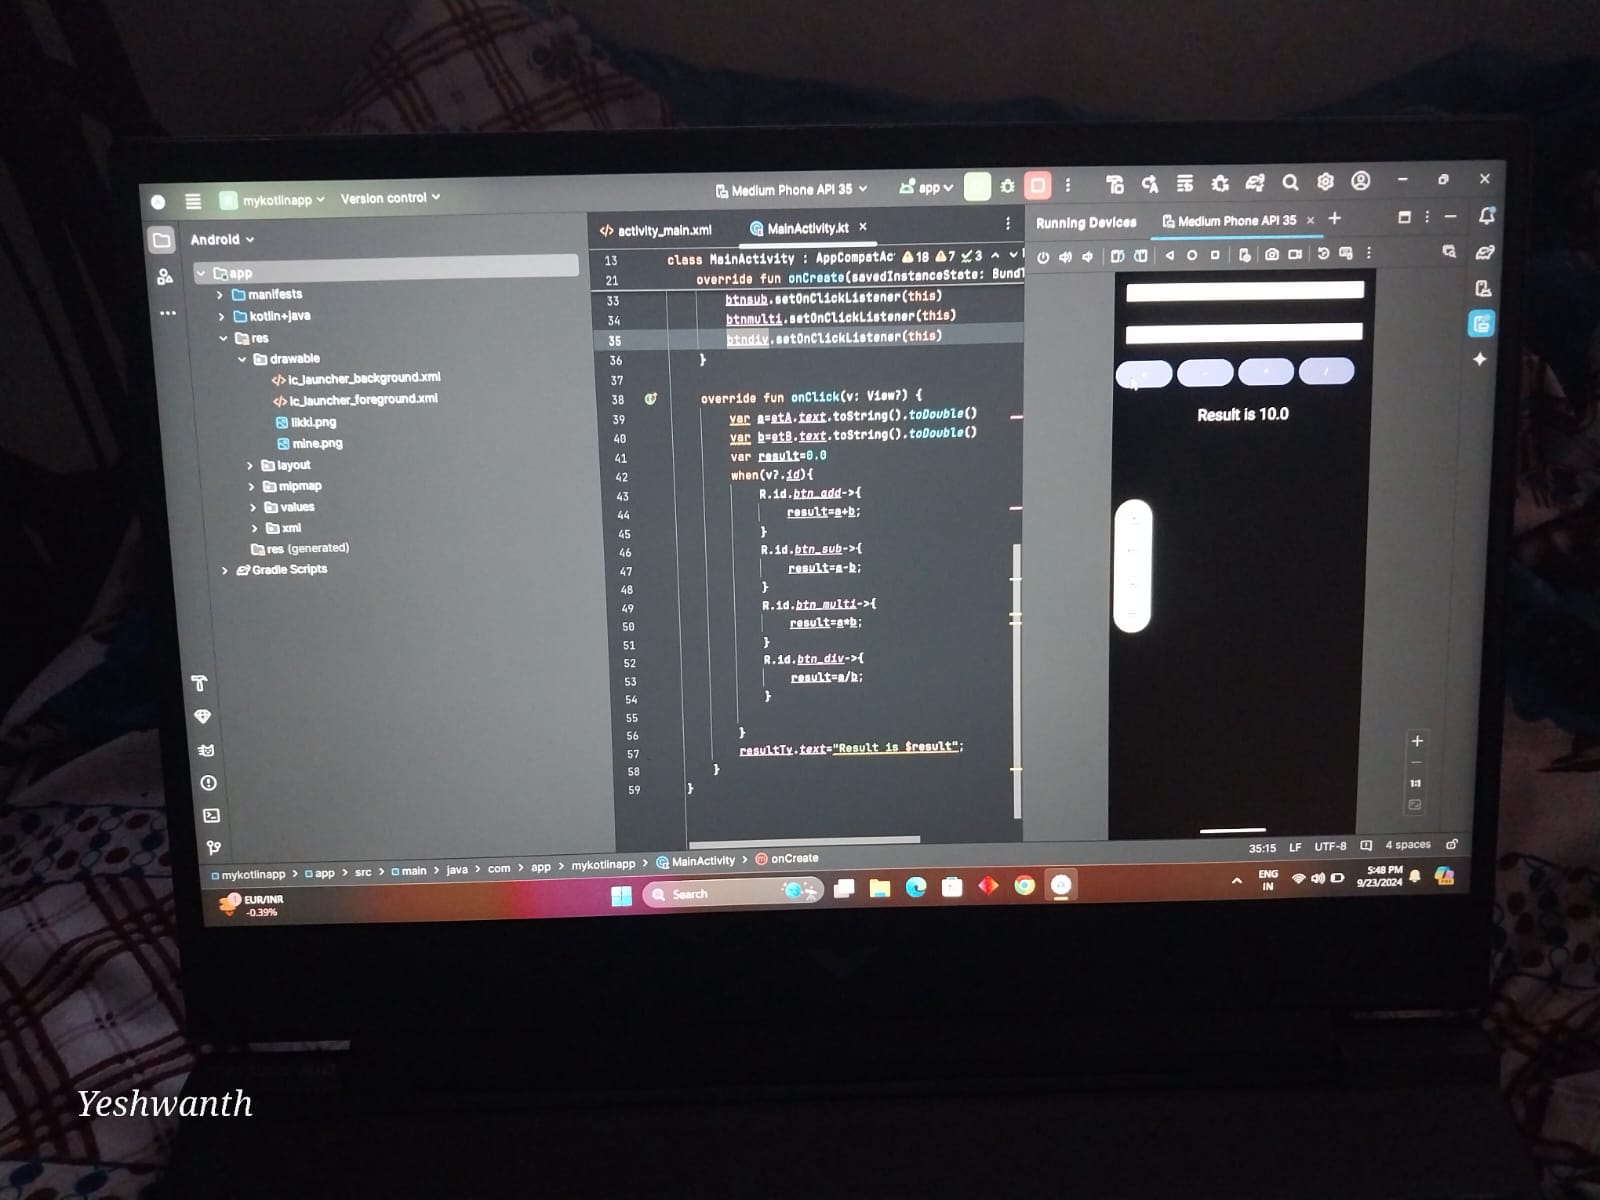 mykotlinapp
Version control
Medium Phone API 35
app
Android
app
manifests
kotlin+java
res
drawable
ic_launcher_background.xml
ic_launcher_foreground.xml
likki.png
mine.png
layout
mipmap
values
xml
res (generated)
Gradle Scripts
activity_main.xml
MainActivity.kt
13 class MainActivity : AppCompatAc 18 7 3
21 override fun onCreate(savedInstanceState: Bund
33 btnsub.setOnClickListener(this)
34 btnmulti.setOnClickListener(this)
35 btndiv.setOnClickListener(this)
36 }
37
38 override fun onClick(v: View?) {
39 var a=etA.text.toString().toDouble()
40 var b=etB.text.toString().toDouble()
41 var result=0.0
42 when(v?.id){
43 R.id.btn_add->{
44 result=a+b;
45 }
46 R.id.btn_sub->{
47 result=a-b;
48 }
49 R.id.btn_multi->{
50 result=a*b;
51 }
52 R.id.btn_div->{
53 result=a/b;
54 }
55
56 }
57 resultTv.text="Result is $result";
58 }
59 }
Running Devices
Medium Phone API 35
+ - * /
Result is 10.0
1:1
mykotlinapp > app > src > main > java > com > app > mykotlinapp > MainActivity > onCreate
35:15 LF UTF-8 4 spaces
EUR/INR
-0.39%
Search
ENG
IN
5:48 PM
9/23/2024
Yeshwanth